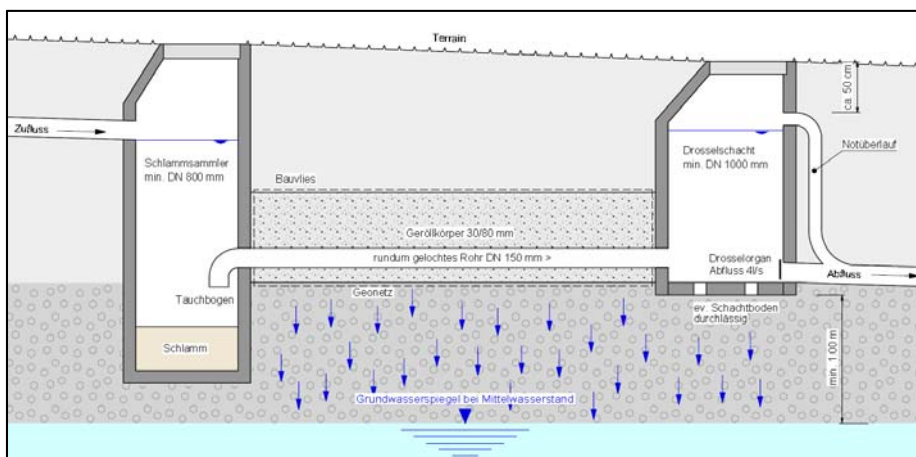 Terrain
ca. 50 cm
Zufluss
Schlammsammler
min. DN 800 mm
Drosselschacht
min. DN 1000 mm
Notüberlauf
Bauvlies
Geröllkörper 30/80 mm
rundum gelochtes Rohr DN 150 mm >
Drosselorgan
Abfluss 4l/s
Abfluss
Tauchbogen
Geonetz
ev. Schachtboden
durchlässig
Schlamm
min. 1.00 m
Grundwasserspiegel bei Mittelwasserstand